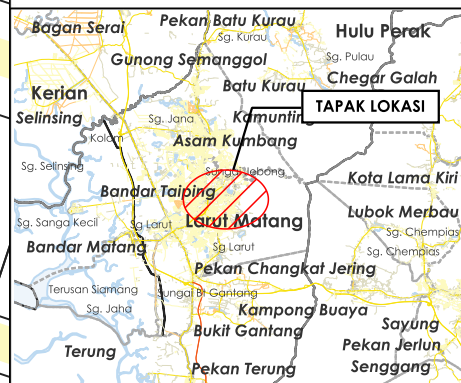 Pekan Batu Kurau
Bagan Serai
Hulu Perak
Sg. Kurau
Gunong Semanggol
Sg. Pulau
Chegar Galah
Batu Kurau
Kerian
TAPAK LOKASI
Selinsing
Sg. Jana
Kamunting
Kolam
Asam Kumbang
Sg. Selinsing
Sungai Jebong
Kota Lama Kiri
Bandar Taiping
Lubok Merbau
Sg. Sanga Kecil
Sg Larut
Larut Matang
Sg. Chempias
Bandar Matang
Sg Larut
Sg. Chempias
Pekan Changkat Jering
Terusan Siamang
Sungai Bt Gantang
Sg. Jaha
Kampong Buaya
Sayung
Bukit Gantang
Pekan Jerlun
Terung
Senggang
Pekan Terung